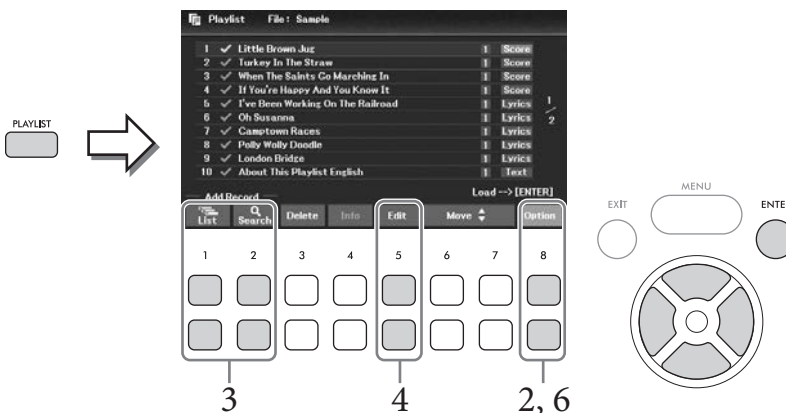 Playlist File: Sample
1 ✓ Little Brown Jug 1 Score
2 ✓ Turkey In The Straw 1 Score
3 ✓ When The Saints Go Marching In 1 Score
4 ✓ If You're Happy And You Know It 1 Score
5 ✓ I've Been Working On The Railroad 1 Lyrics
6 ✓ Oh Susanna 1 Lyrics
7 ✓ Camptown Races 1 Lyrics
8 ✓ Polly Wolly Doodle 1 Lyrics
9 ✓ London Bridge 1 Lyrics
10 ✓ About This Playlist English 1 Text
1/2
Add Record Load-->[ENTER]
List Search Delete Info Edit Move Option
PLAYLIST
EXIT MENU ENTE
1 2 3 4 5 6 7 8
3 4 2, 6